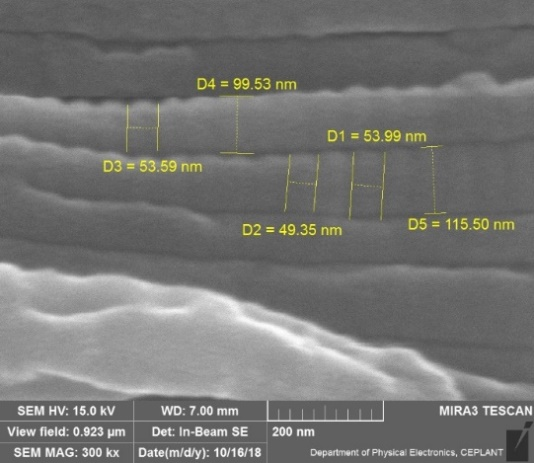 D4 = 99.53 nm
D1 = 53.99 nm
D3 = 53.59 nm
D2 = 49.35 nm
D5 = 115.50 nm
SEM HV: 15.0 kV
WD: 7.00 mm
MIRA3 TESCAN
View field: 0.923 µm
Det: In-Beam SE
200 nm
SEM MAG: 300 kx
Date(m/d/y): 10/16/18
Department of Physical Electronics, CEPLANT